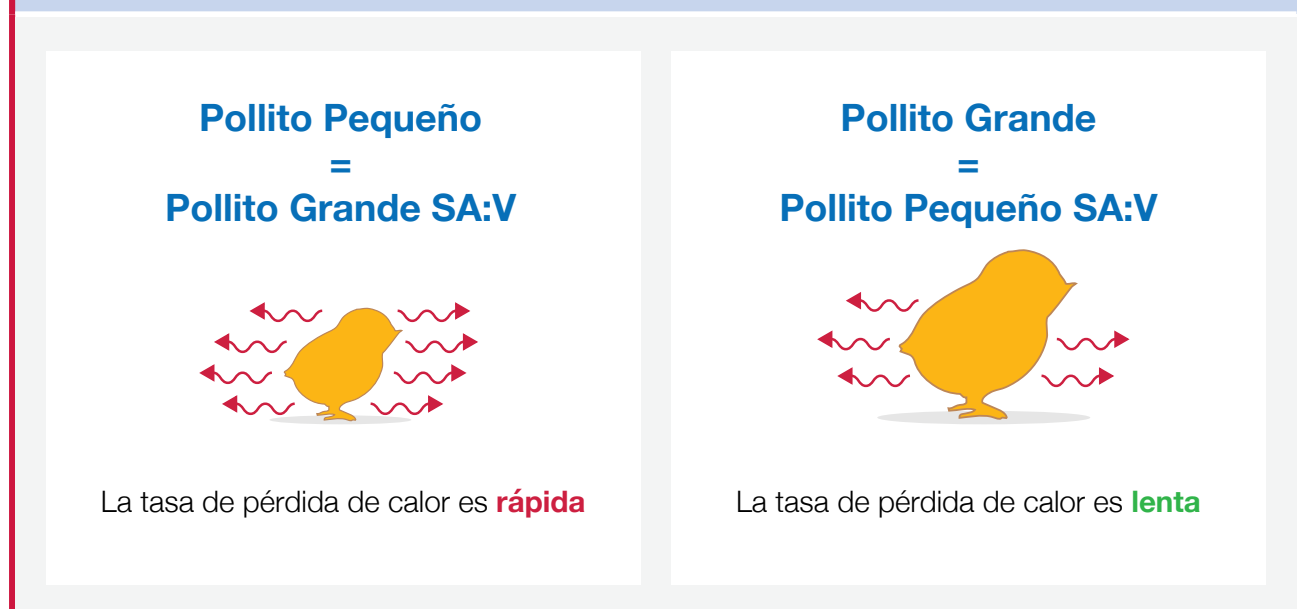 Pollito Pequeño
=
Pollito Grande SA:V
La tasa de pérdida de calor es rápida
Pollito Grande
=
Pollito Pequeño SA:V
La tasa de pérdida de calor es lenta